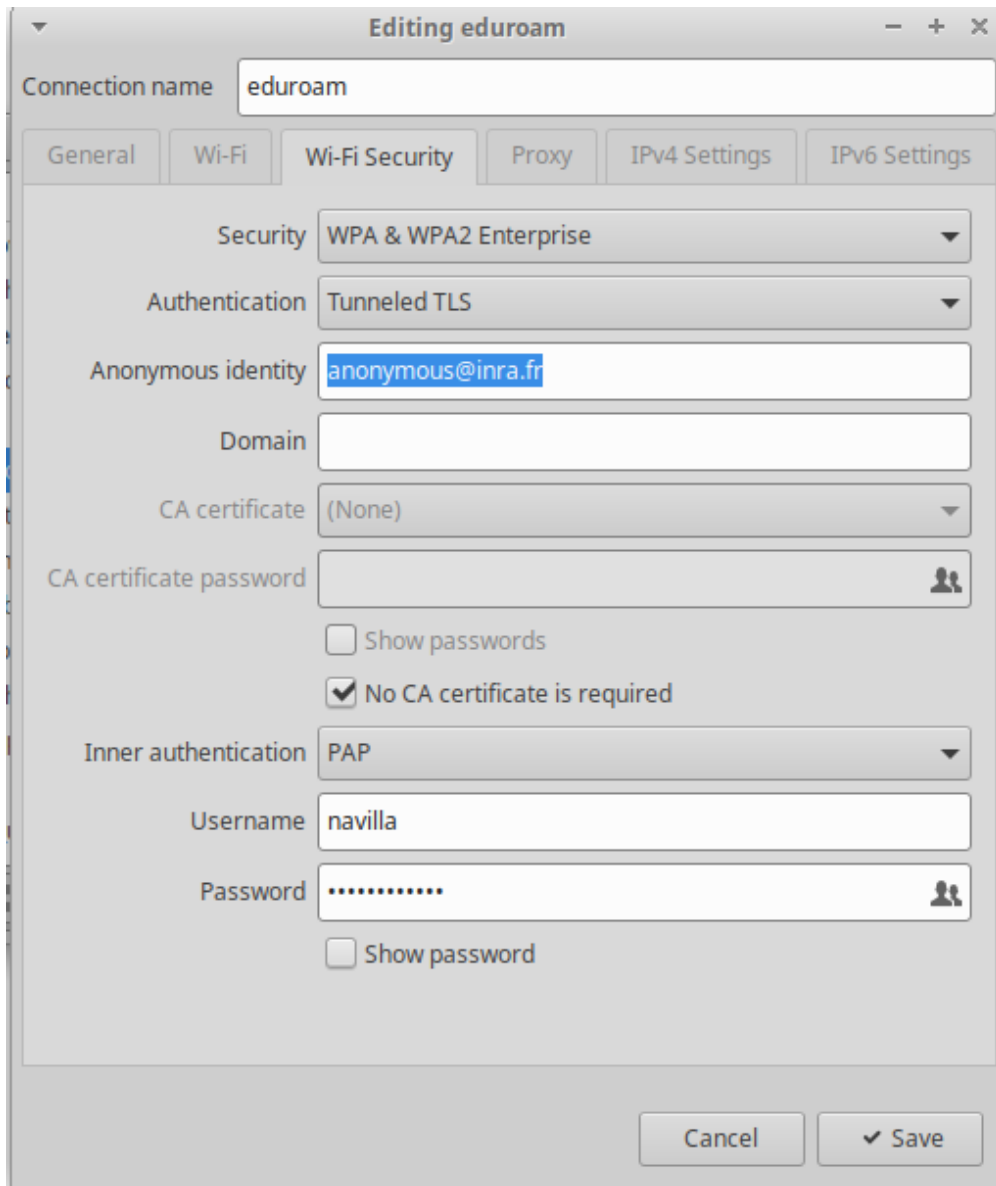 Editing eduroam
Connection name eduroam
General Wi-Fi Wi-Fi Security Proxy IPv4 Settings IPv6 Settings
Security WPA & WPA2 Enterprise
Authentication Tunneled TLS
Anonymous identity anonymous@inra.fr
Domain
CA certificate (None)
CA certificate password
Show passwords
No CA certificate is required
Inner authentication PAP
Username navilla
Password ••••••••••••
Show password
Cancel Save